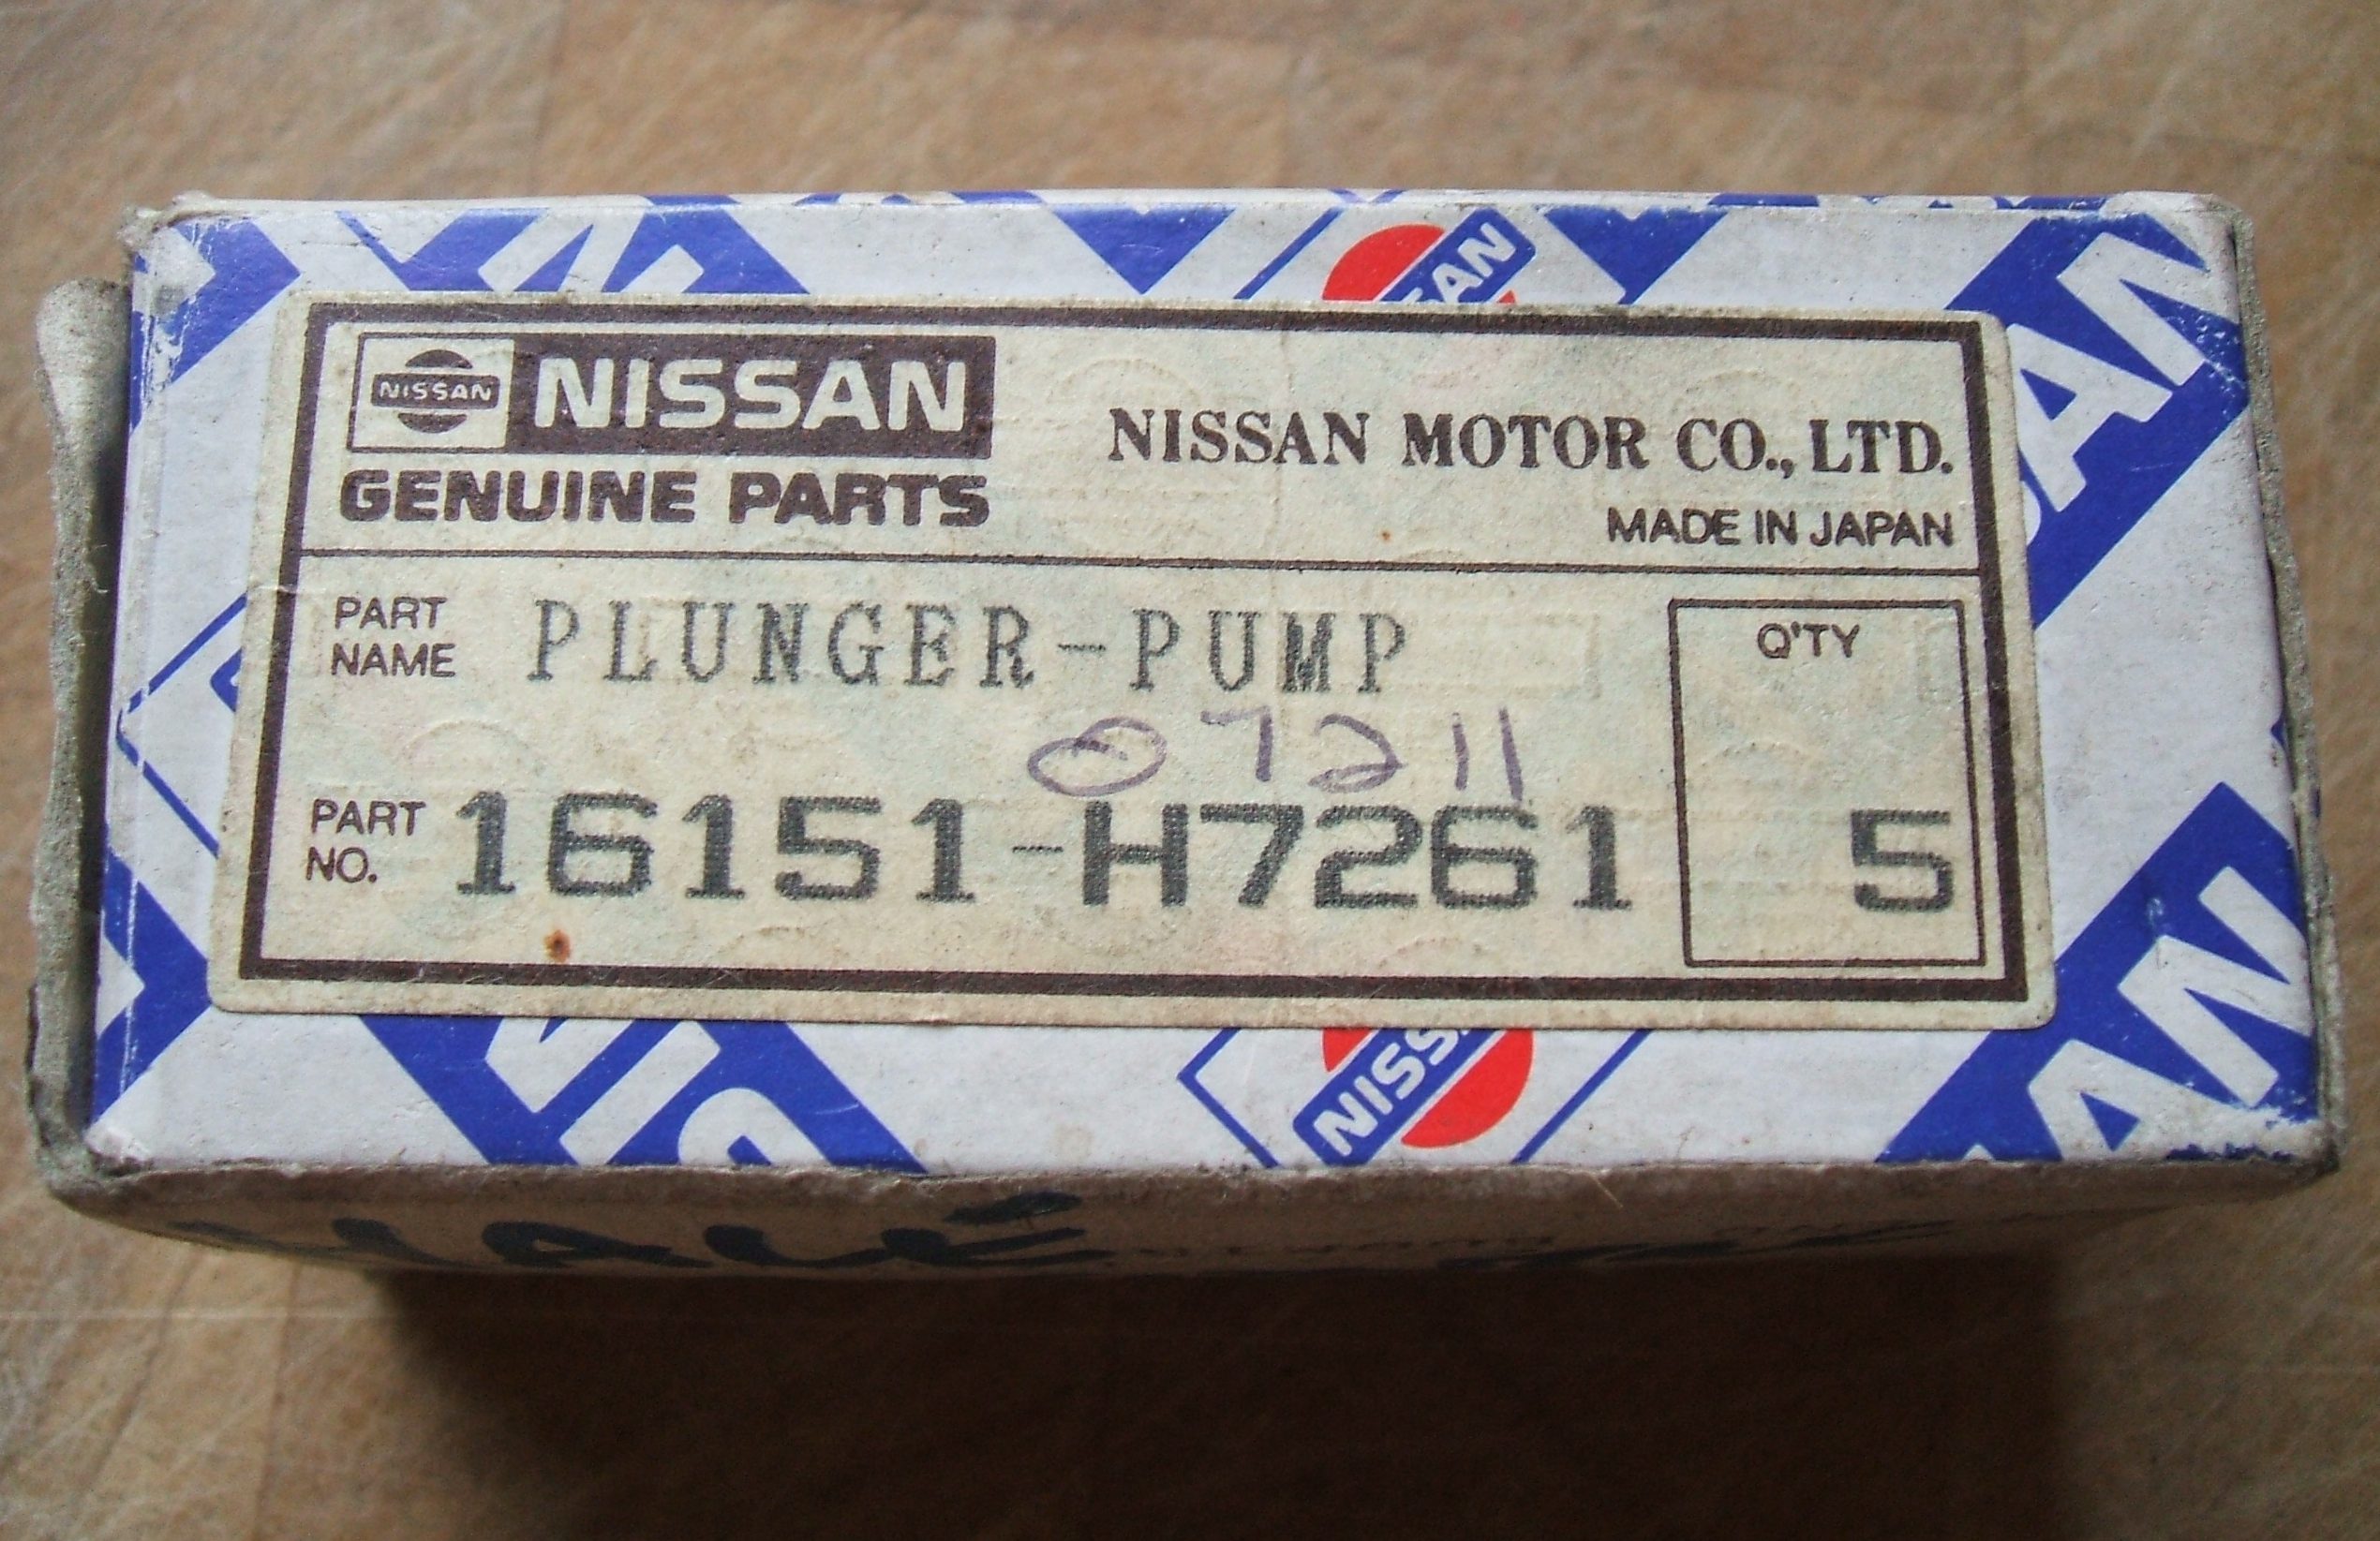 NISSAN NISSAN
GENUINE PARTS
NISSAN MOTOR CO., LTD.
MADE IN JAPAN
PART NAME PLUNGER-PUMP
07211
PART NO. 16151-H7261
Q'TY
5